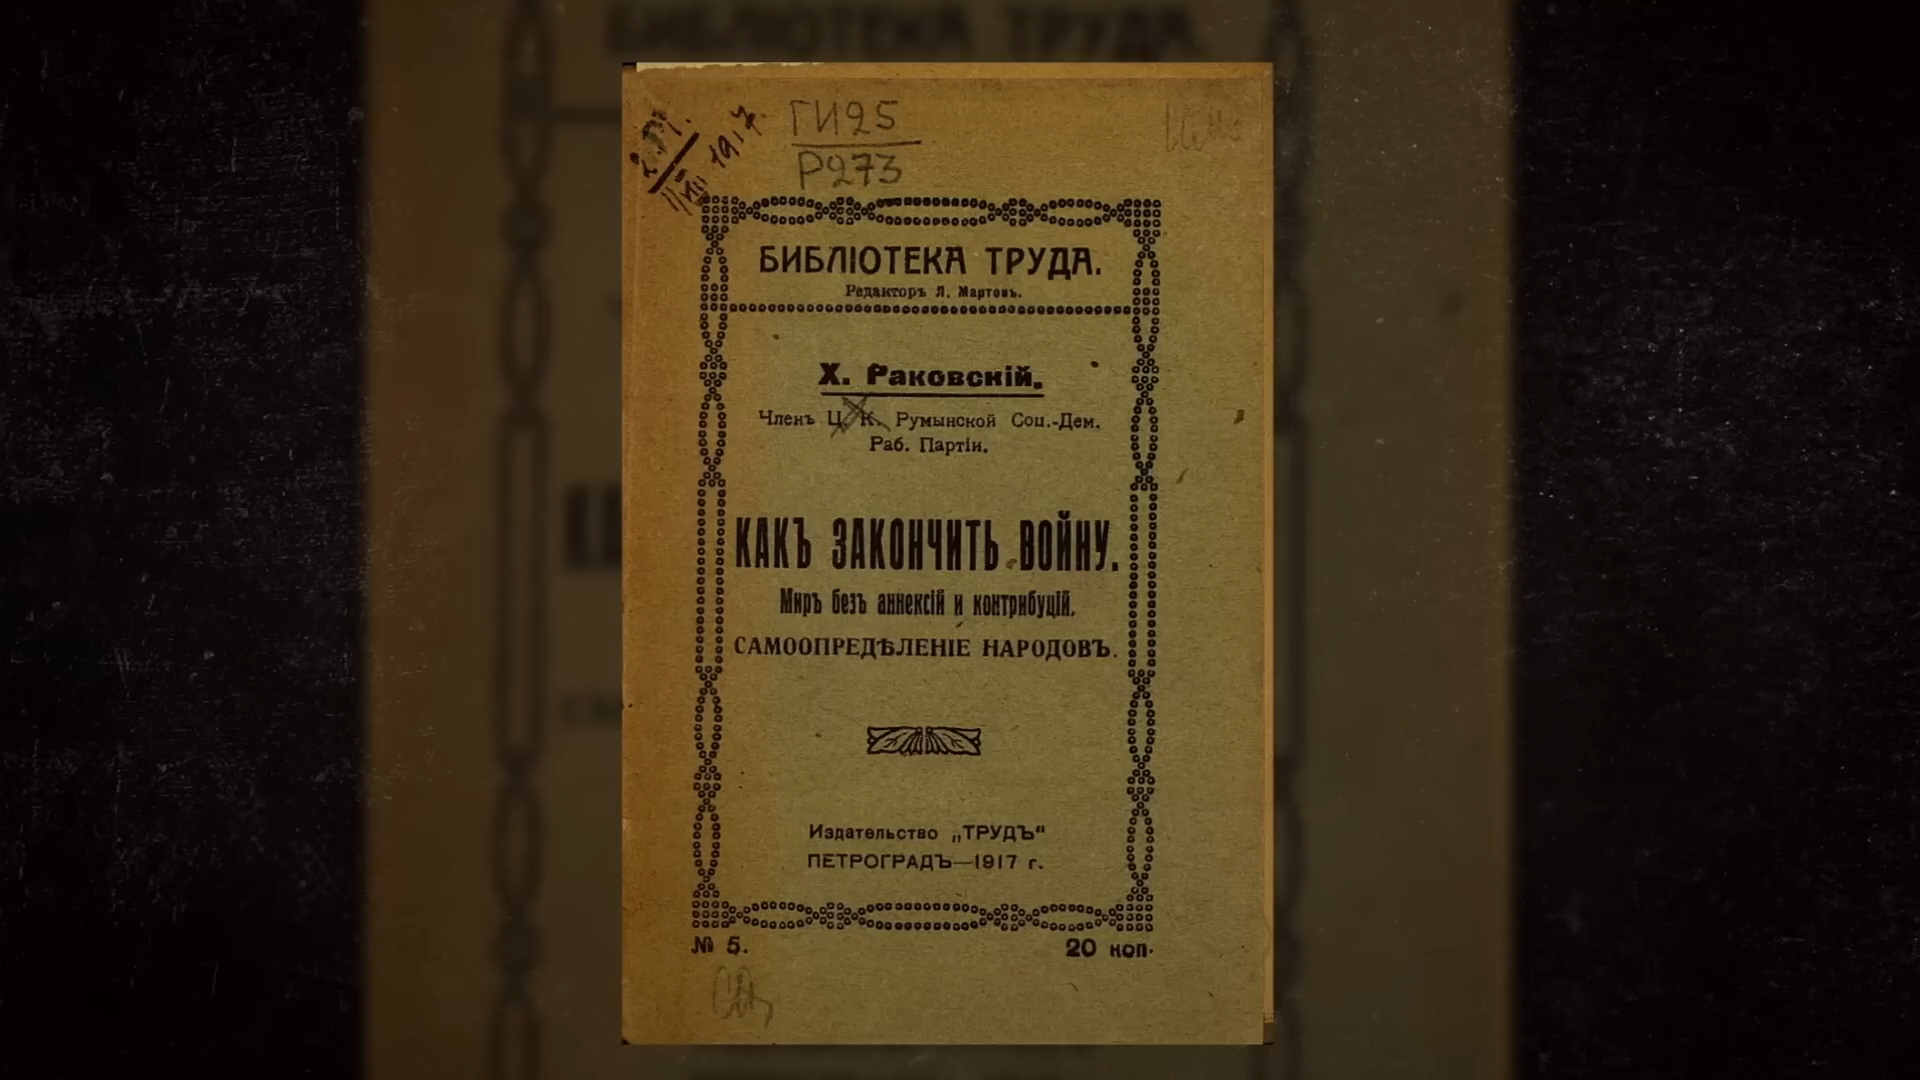 ГИ25
Р273
1917.
БИБЛІОТЕКА ТРУДА.
Редакторъ Л. Мартовъ.
Х. Раковскій.
Членъ Ц. К. Румынской Соц.-Дем.
Раб. Партіи.
КАКЪ ЗАКОНЧИТЬ ВОЙНУ.
Миръ безъ аннексій и контрибуцій.
САМООПРЕДѢЛЕНІЕ НАРОДОВЪ.
Издательство „ТРУДЪ“
ПЕТРОГРАДЪ—1917 г.
№ 5.
20 коп.